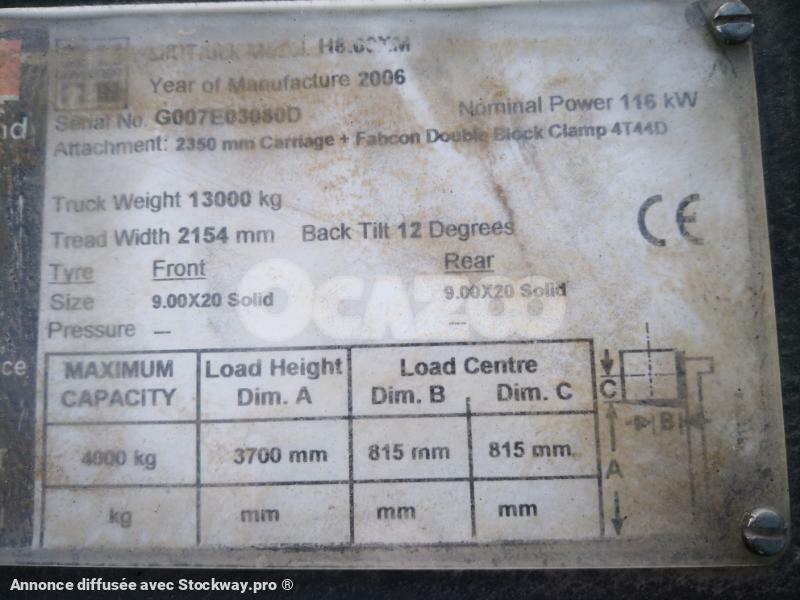 H8.00XM
Year of Manufacture 2006
Serial No. G007E03080D
Nominal Power 116 kW
Attachment: 2350 mm Carriage + Fabcon Double Block Clamp 4T44D
Truck Weight 13000 kg
Tread Width 2154 mm Back Tilt 12 Degrees
Tyre Front Rear
Size 9.00X20 Solid 9.00X20 Solid
Pressure — —
OCAZOO
MAXIMUM CAPACITY Load Height Dim. A Load Centre Dim. B Dim. C
4000 kg 3700 mm 815 mm 815 mm
kg mm mm mm
C
B
A
CE
nd
ce
Annonce diffusée avec Stockway.pro ®